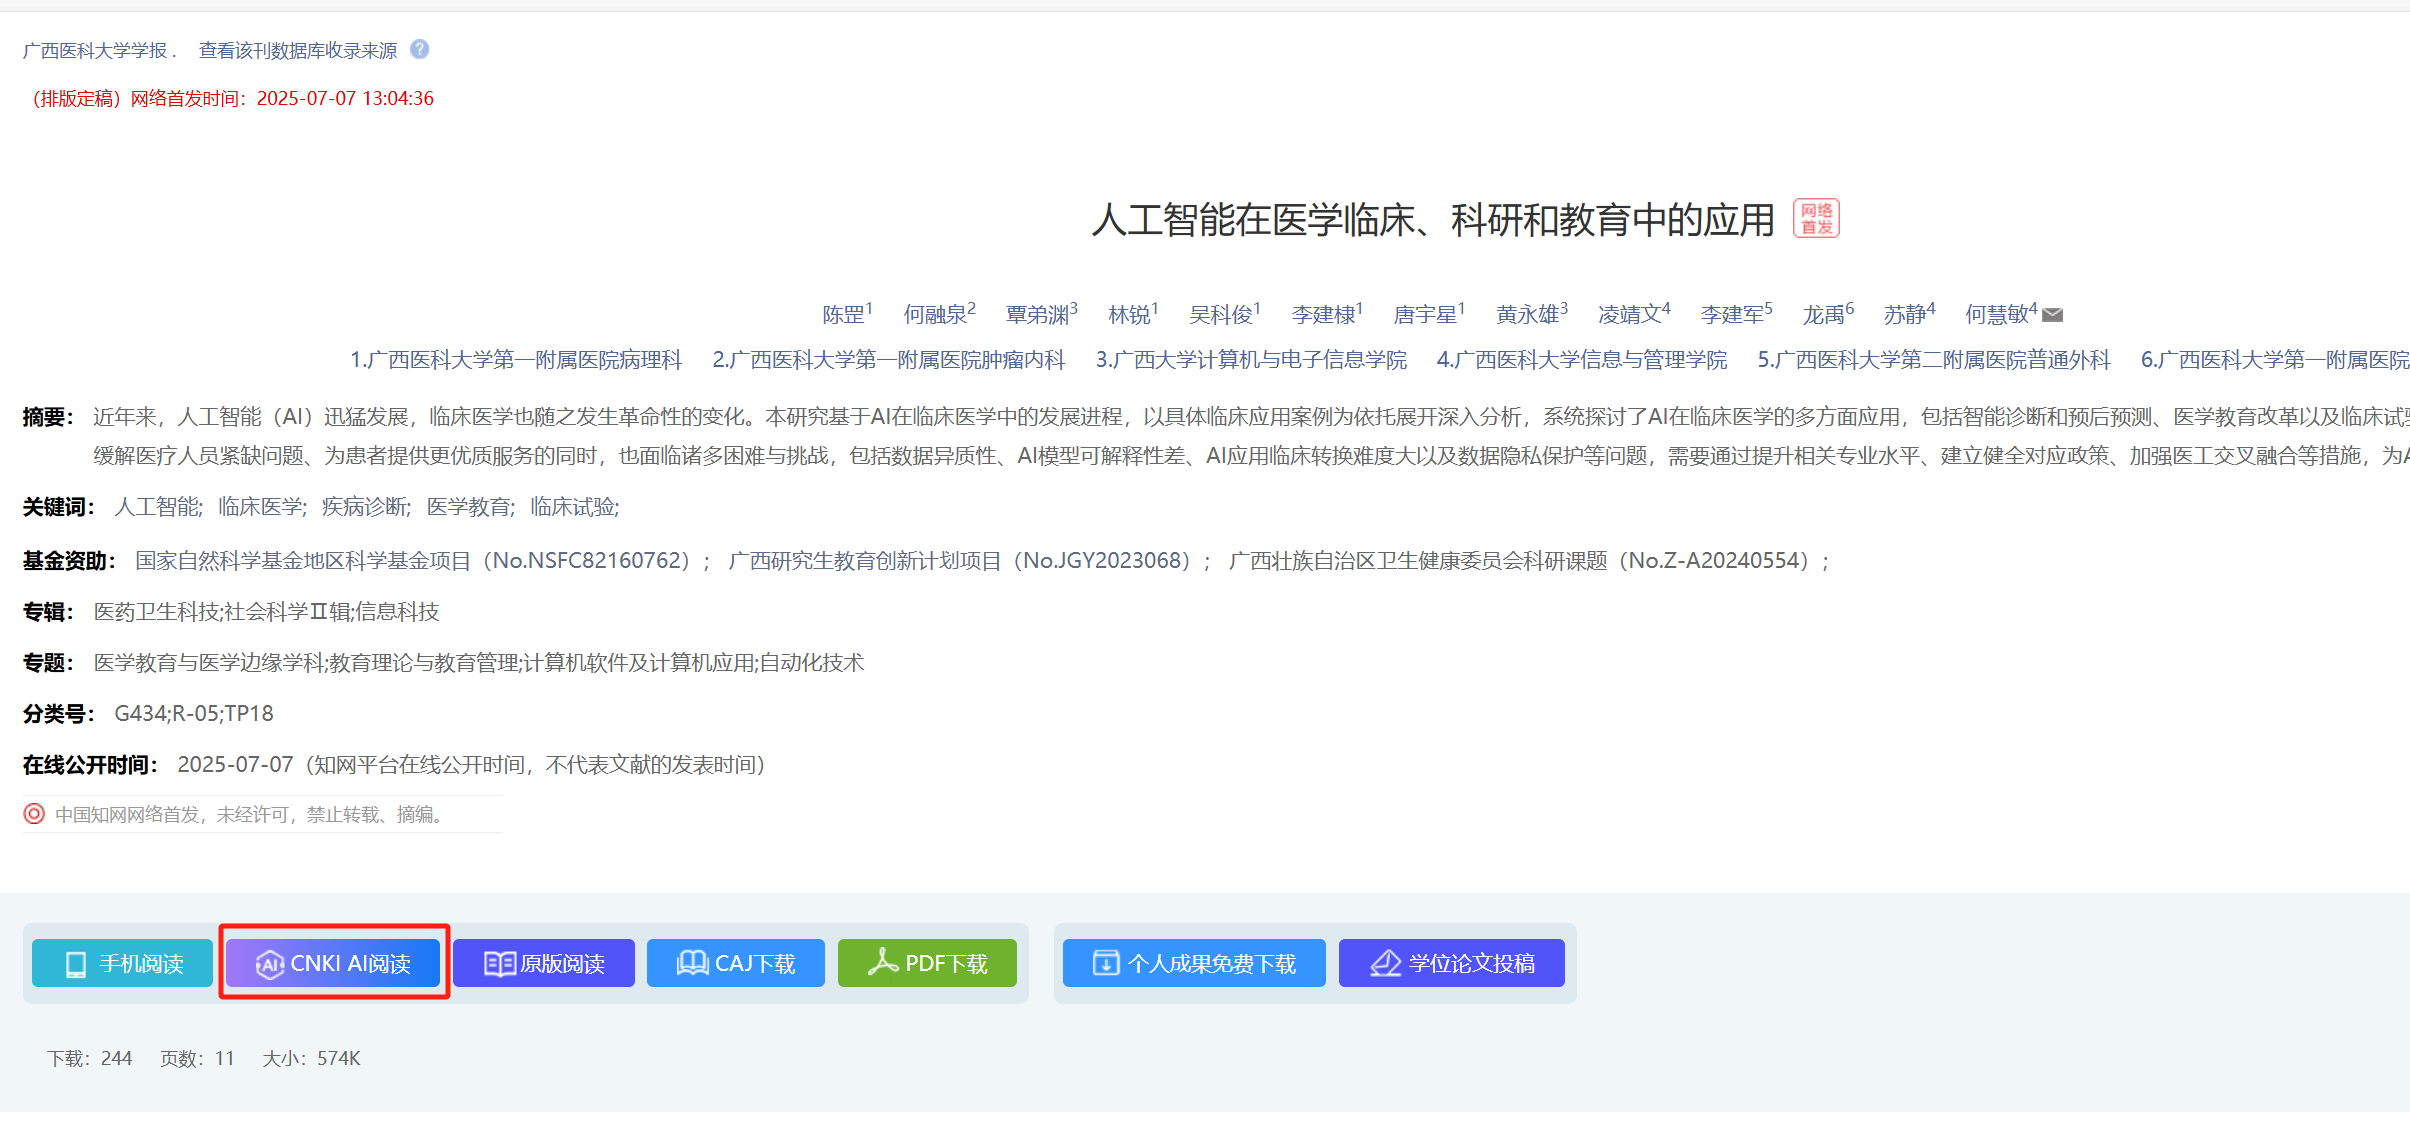 广西医科大学学报 . 查看该刊数据库收录来源 ?
（排版定稿）网络首发时间：2025-07-07 13:04:36
人工智能在医学临床、科研和教育中的应用 网络首发
陈罡1 何融泉2 覃弟渊3 林锐1 吴科俊1 李建棣1 唐宇星1 黄永雄3 凌靖文4 李建军5 龙禹6 苏静4 何慧敏4
1.广西医科大学第一附属医院病理科 2.广西医科大学第一附属医院肿瘤内科 3.广西大学计算机与电子信息学院 4.广西医科大学信息与管理学院 5.广西医科大学第二附属医院普通外科 6.广西医科大学第一附属医院
摘要： 近年来，人工智能（AI）迅猛发展，临床医学也随之发生革命性的变化。本研究基于AI在临床医学中的发展进程，以具体临床应用案例为依托展开深入分析，系统探讨了AI在临床医学的多方面应用，包括智能诊断和预后预测、医学教育改革以及临床试验
缓解医疗人员紧缺问题、为患者提供更优质服务的同时，也面临诸多困难与挑战，包括数据异质性、AI模型可解释性差、AI应用临床转换难度大以及数据隐私保护等问题，需要通过提升相关专业水平、建立健全对应政策、加强医工交叉融合等措施，为A
关键词： 人工智能; 临床医学; 疾病诊断; 医学教育; 临床试验;
基金资助： 国家自然科学基金地区科学基金项目（No.NSFC82160762）; 广西研究生教育创新计划项目（No.JGY2023068）; 广西壮族自治区卫生健康委员会科研课题（No.Z-A20240554）;
专辑： 医药卫生科技;社会科学Ⅱ辑;信息科技
专题： 医学教育与医学边缘学科;教育理论与教育管理;计算机软件及计算机应用;自动化技术
分类号： G434;R-05;TP18
在线公开时间： 2025-07-07（知网平台在线公开时间，不代表文献的发表时间）
中国知网网络首发，未经许可，禁止转载、摘编。
手机阅读 AI CNKI AI阅读 原版阅读 CAJ下载 PDF下载 个人成果免费下载 学位论文投稿
下载：244 页数：11 大小：574K